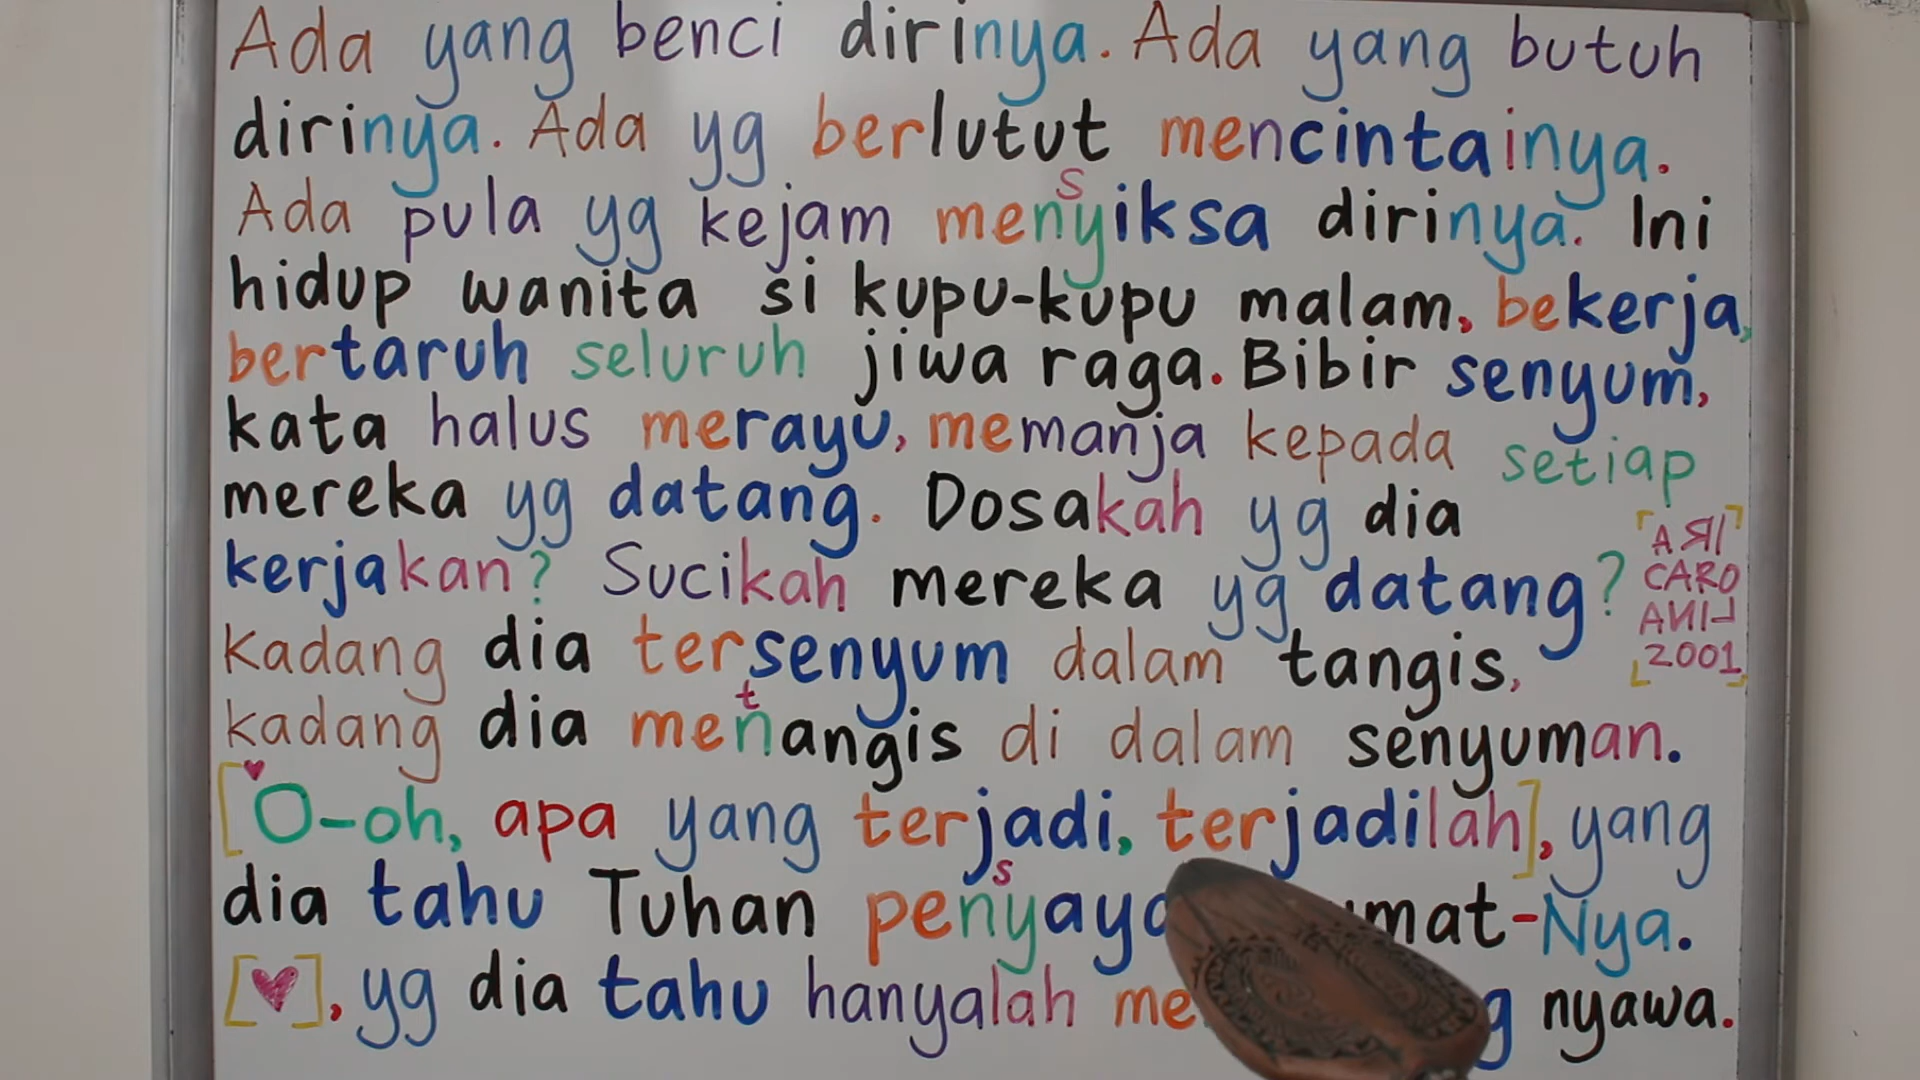 Ada yang benci dirinya. Ada yang butuh
dirinya. Ada yg berlutut mencintainya.
s
Ada pula yg kejam menyiksa dirinya. Ini
hidup wanita si kupu-kupu malam, bekerja,
bertaruh seluruh jiwa raga. Bibir senyum,
kata halus merayu, memanja kepada setiap
mereka yg datang. Dosakah yg dia
kerjakan? Sucikah mereka yg datang?
"ARI
CARO
LINA
2001
Kadang dia tersenyum dalam tangis,
t
kadang dia menangis di dalam senyuman.
[O-oh, apa yang terjadi, terjadilah], yang
s
dia tahu Tuhan -Nya.
[♥], yg dia tahu hanyalah nyawa.